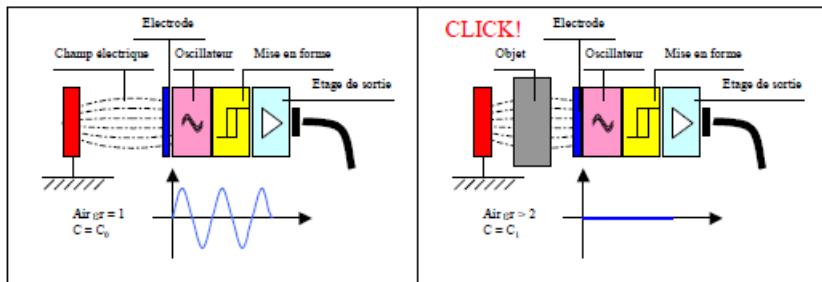 Electrode
Champ électrique
Oscillateur
Mise en forme
Etage de sortie
Air εr = 1
C = C0
CLICK!
Electrode
Objet
Oscillateur
Mise en forme
Etage de sortie
Air εr > 2
C = C1